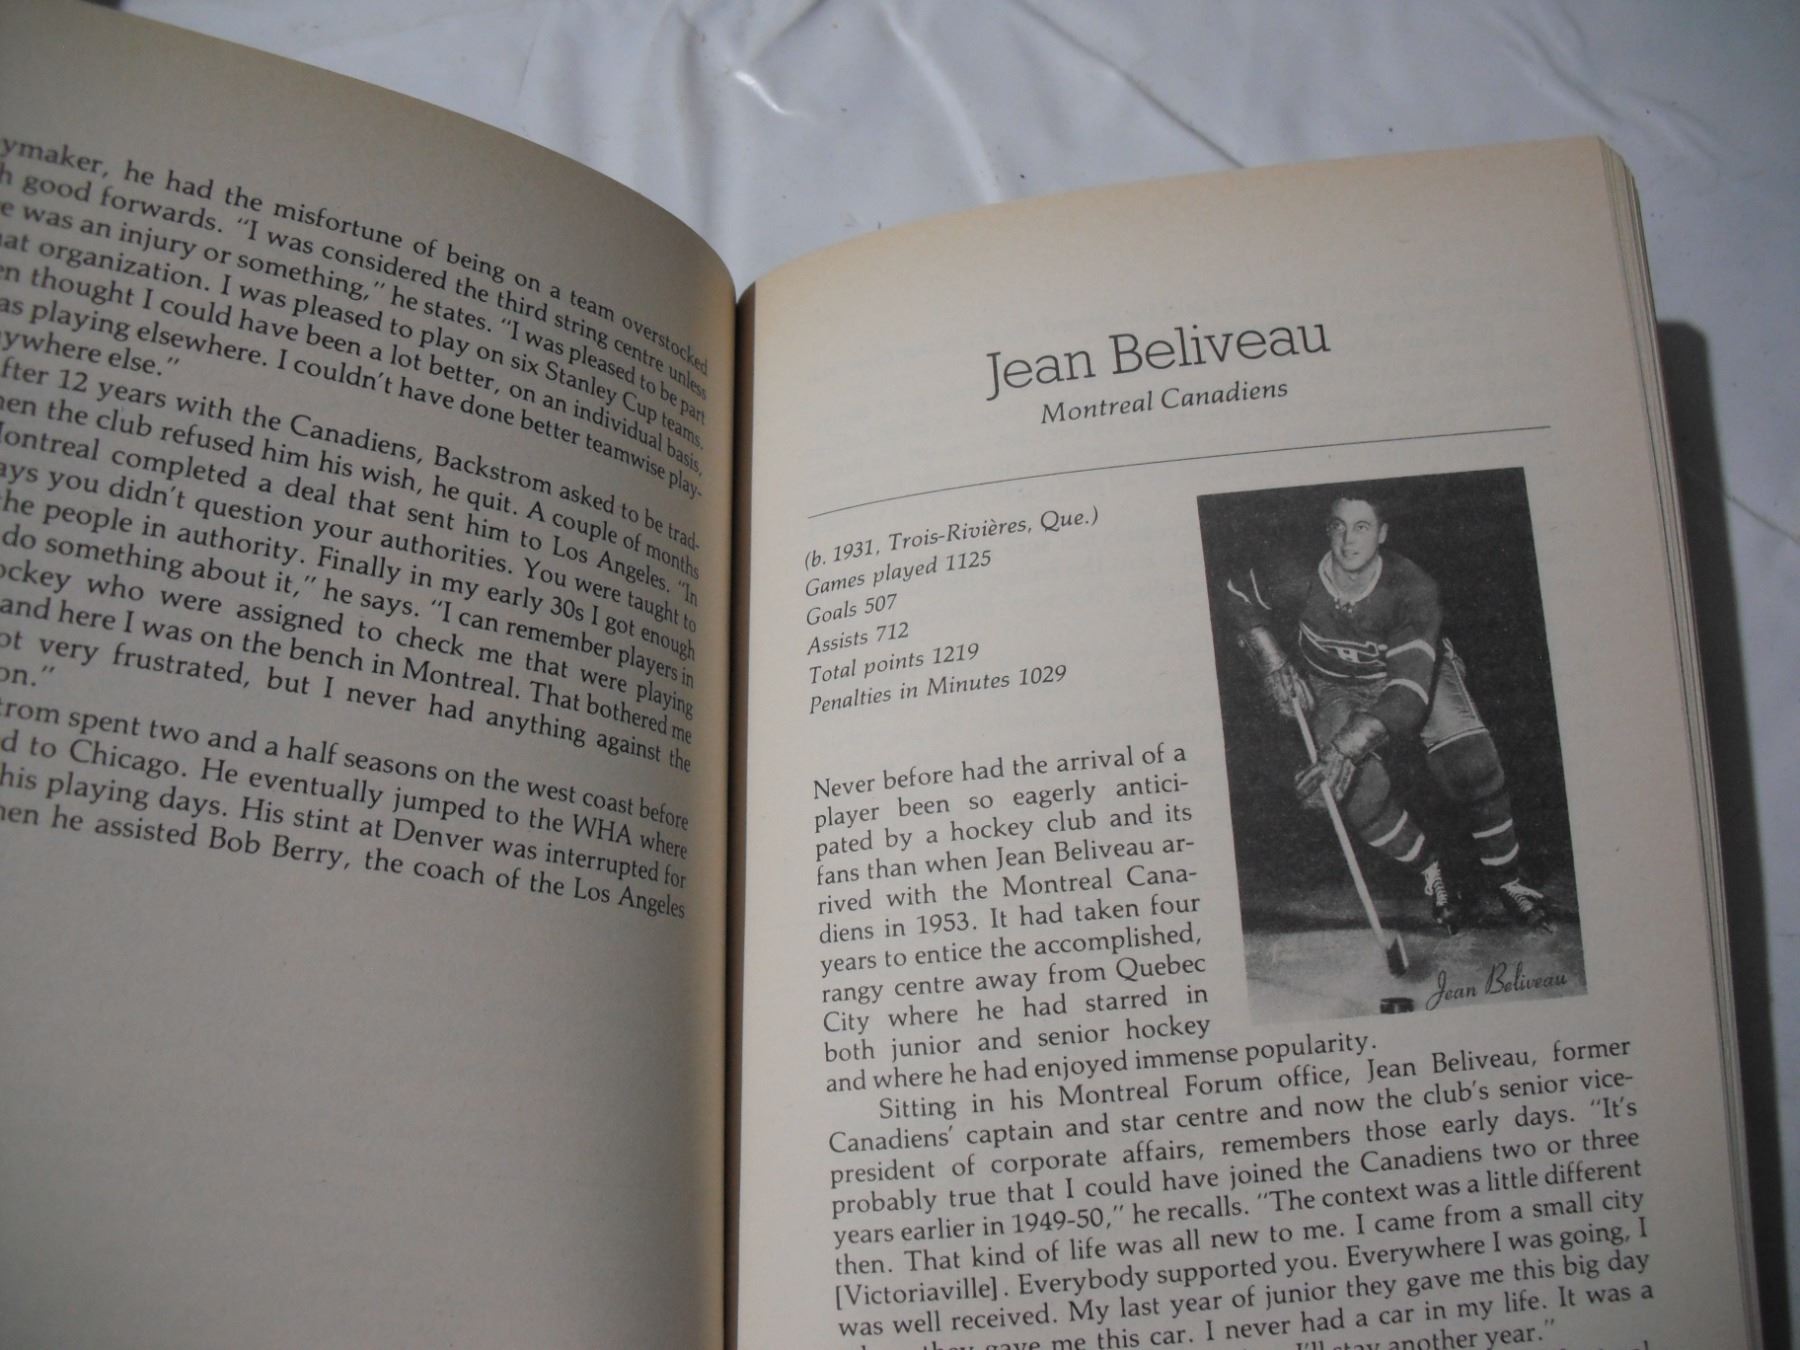 ymaker, he had the misfortune of being on a team overstocked
h good forwards. "I was considered the third string centre unless
e was an injury or something," he states. "I was pleased to be part
at organization. I was pleased to play on six Stanley Cup teams.
en thought I could have been a lot better, on an individual basis,
as playing elsewhere. I couldn't have done better teamwise play-
ywhere else."
fter 12 years with the Canadiens, Backstrom asked to be trad-
hen the club refused him his wish, he quit. A couple of months
Montreal completed a deal that sent him to Los Angeles. "In
ays you didn't question your authorities. You were taught to
the people in authority. Finally in my early 30s I got enough
do something about it," he says. "I can remember players in
ockey who were assigned to check me that were playing
and here I was on the bench in Montreal. That bothered me
ot very frustrated, but I never had anything against the
on."
trom spent two and a half seasons on the west coast before
d to Chicago. He eventually jumped to the WHA where
his playing days. His stint at Denver was interrupted for
hen he assisted Bob Berry, the coach of the Los Angeles
Jean Beliveau
Montreal Canadiens
(b. 1931, Trois-Rivières, Que.)
Games played 1125
Goals 507
Assists 712
Total points 1219
Penalties in Minutes 1029
Never before had the arrival of a
player been so eagerly antici-
pated by a hockey club and its
fans than when Jean Beliveau ar-
rived with the Montreal Cana-
diens in 1953. It had taken four
years to entice the accomplished,
rangy centre away from Quebec
City where he had starred in
both junior and senior hockey
and where he had enjoyed immense popularity.
Jean Beliveau
Sitting in his Montreal Forum office, Jean Beliveau, former
Canadiens' captain and star centre and now the club's senior vice-
president of corporate affairs, remembers those early days. "It's
probably true that I could have joined the Canadiens two or three
years earlier in 1949-50," he recalls. "The context was a little different
then. That kind of life was all new to me. I came from a small city
[Victoriaville]. Everybody supported you. Everywhere I was going, I
was well received. My last year of junior they gave me this big day
they gave me this car. I never had a car in my life. It was a
I'll stay another year."